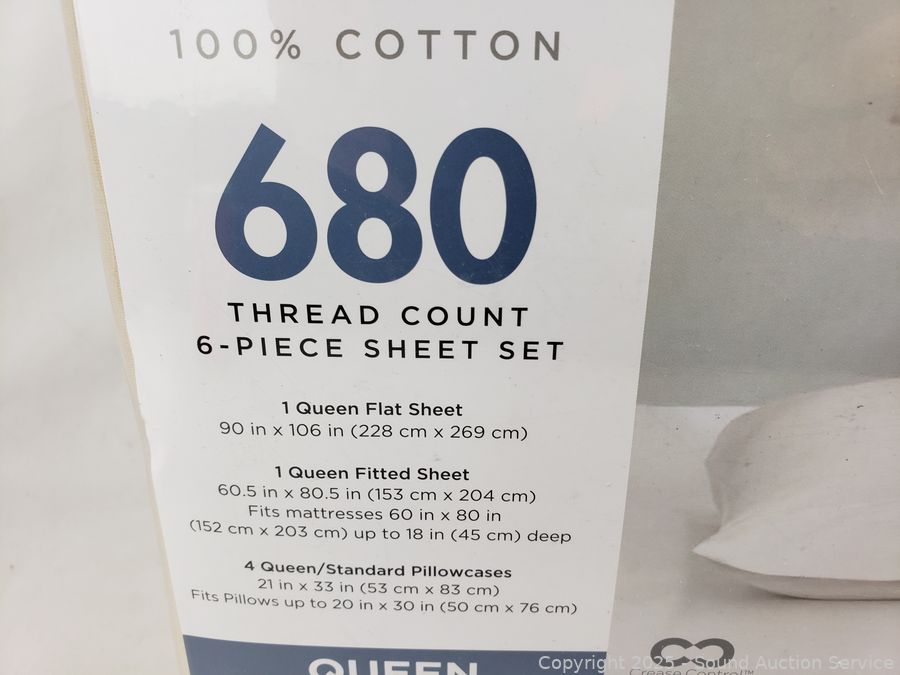 100% COTTON
680
THREAD COUNT
6-PIECE SHEET SET
1 Queen Flat Sheet
90 in x 106 in (228 cm x 269 cm)
1 Queen Fitted Sheet
60.5 in x 80.5 in (153 cm x 204 cm)
Fits mattresses 60 in x 80 in
(152 cm x 203 cm) up to 18 in (45 cm) deep
4 Queen/Standard Pillowcases
21 in x 33 in (53 cm x 83 cm)
Fits Pillows up to 20 in x 30 in (50 cm x 76 cm)
QUEEN
Crease Control™
Copyright 2025 - Sound Auction Service